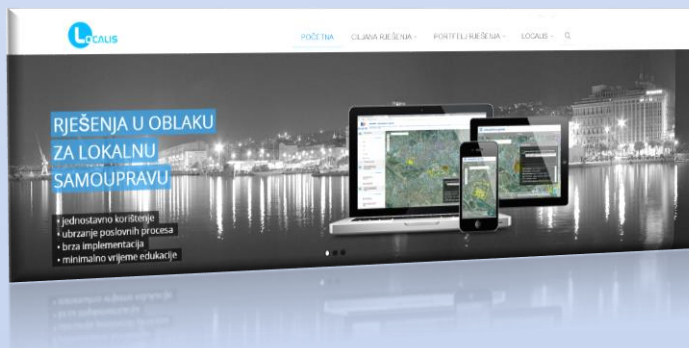 LOCALIS
POČETNA CILJANA RJEŠENJA PORTFELJ RJEŠENJA LOCALIS
RJEŠENJA U OBLAKU
ZA LOKALNU
SAMOUPRAVU
• jednostavno korištenje
• ubrzanje poslovnih procesa
• brza implementacija
• minimalno vrijeme edukacije